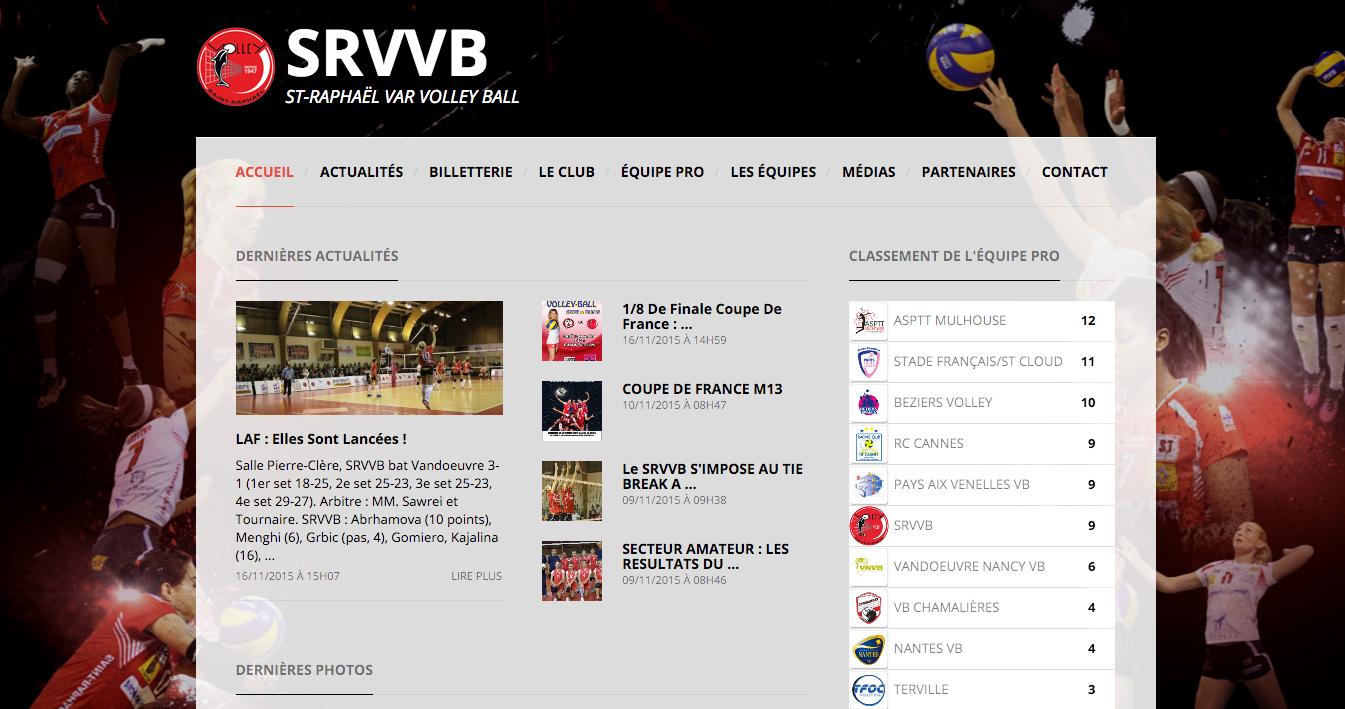 SRVVB
ST-RAPHAËL VAR VOLLEY BALL
ACCUEIL / ACTUALITÉS / BILLETTERIE / LE CLUB / ÉQUIPE PRO / LES ÉQUIPES / MÉDIAS / PARTENAIRES / CONTACT
DERNIÈRES ACTUALITÉS
LAF : Elles Sont Lancées !
Salle Pierre-Clère, SRVVB bat Vandoeuvre 3-
1 (1er set 18-25, 2e set 25-23, 3e set 25-23,
4e set 29-27). Arbitre : MM. Sawrei et
Tournaire. SRVVB : Abrhamova (10 points),
Menghi (6), Grbic (pas, 4), Gomiero, Kajalina
(16), ...
16/11/2015 À 15H07 LIRE PLUS
VOLLEY-BALL
1/8 De Finale Coupe De
France : ...
16/11/2015 À 14H59
COUPE DE FRANCE M13
10/11/2015 À 08H47
Le SRVVB S'IMPOSE AU TIE
BREAK A ...
09/11/2015 À 09H38
SECTEUR AMATEUR : LES
RESULTATS DU ...
09/11/2015 À 08H46
DERNIÈRES PHOTOS
CLASSEMENT DE L'ÉQUIPE PRO
ASPTT MULHOUSE 12
STADE FRANÇAIS/ST CLOUD 11
BEZIERS VOLLEY 10
RC CANNES 9
PAYS AIX VENELLES VB 9
SRVVB 9
VANDOEUVRE NANCY VB 6
VB CHAMALIÈRES 4
NANTES VB 4
TERVILLE 3